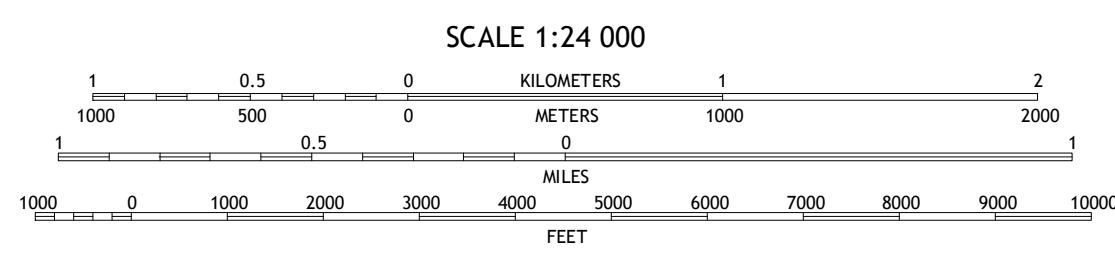 SCALE 1:24 000
1 0.5 0 KILOMETERS 1 2
1000 500 0 METERS 1000 2000
1 0.5 0 1
MILES
1000 0 1000 2000 3000 4000 5000 6000 7000 8000 9000 10000
FEET